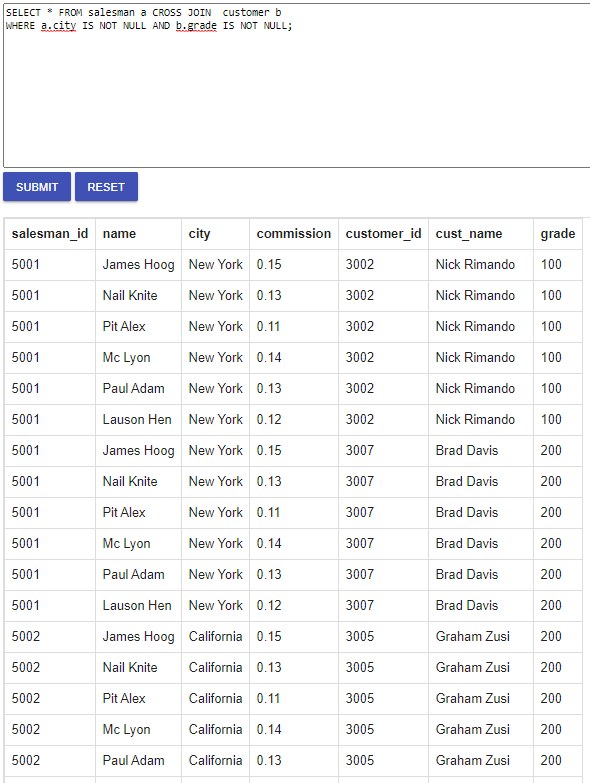 SELECT * FROM salesman a CROSS JOIN  customer b
WHERE a.city IS NOT NULL AND b.grade IS NOT NULL;
SUBMIT RESET
salesman_id name city commission customer_id cust_name grade
5001 James Hoog New York 0.15 3002 Nick Rimando 100
5001 Nail Knite New York 0.13 3002 Nick Rimando 100
5001 Pit Alex New York 0.11 3002 Nick Rimando 100
5001 Mc Lyon New York 0.14 3002 Nick Rimando 100
5001 Paul Adam New York 0.13 3002 Nick Rimando 100
5001 Lauson Hen New York 0.12 3002 Nick Rimando 100
5001 James Hoog New York 0.15 3007 Brad Davis 200
5001 Nail Knite New York 0.13 3007 Brad Davis 200
5001 Pit Alex New York 0.11 3007 Brad Davis 200
5001 Mc Lyon New York 0.14 3007 Brad Davis 200
5001 Paul Adam New York 0.13 3007 Brad Davis 200
5001 Lauson Hen New York 0.12 3007 Brad Davis 200
5002 James Hoog California 0.15 3005 Graham Zusi 200
5002 Nail Knite California 0.13 3005 Graham Zusi 200
5002 Pit Alex California 0.11 3005 Graham Zusi 200
5002 Mc Lyon California 0.14 3005 Graham Zusi 200
5002 Paul Adam California 0.13 3005 Graham Zusi 200